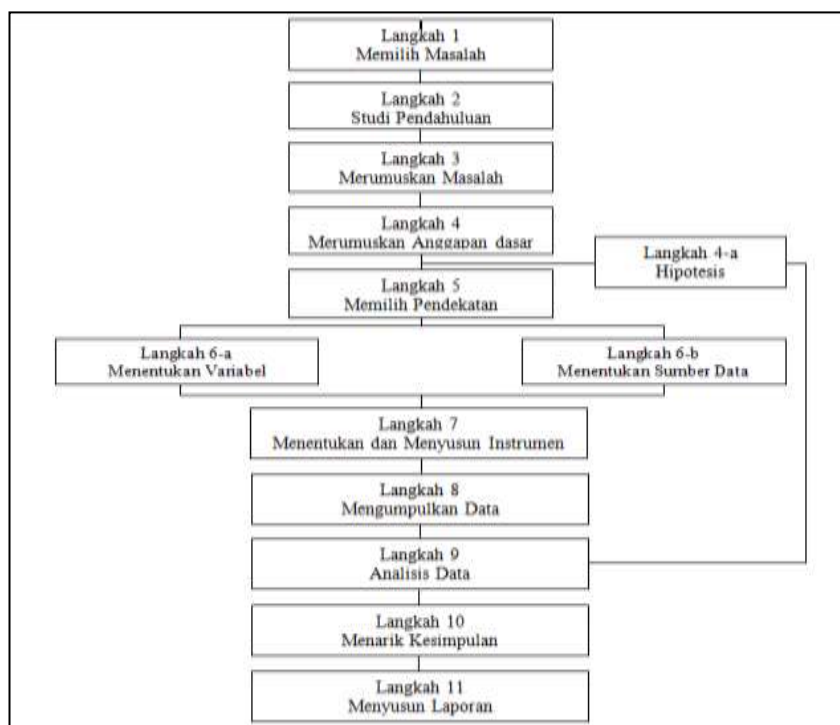 Langkah 1
Memilih Masalah
Langkah 2
Studi Pendahuluan
Langkah 3
Merumuskan Masalah
Langkah 4
Merumuskan Anggapan dasar
Langkah 4-a
Hipotesis
Langkah 5
Memilih Pendekatan
Langkah 6-a
Menentukan Variabel
Langkah 6-b
Menentukan Sumber Data
Langkah 7
Menentukan dan Menyusun Instrumen
Langkah 8
Mengumpulkan Data
Langkah 9
Analisis Data
Langkah 10
Menarik Kesimpulan
Langkah 11
Menyusun Laporan